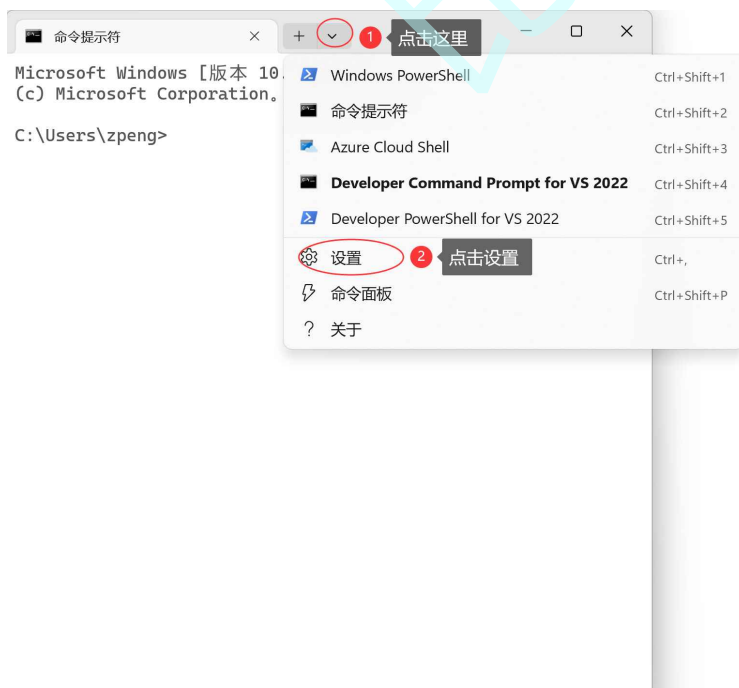 命令提示符
1 点击这里
Microsoft Windows [版本 10.
(c) Microsoft Corporation。
C:\Users\zpeng>
Windows PowerShell Ctrl+Shift+1
命令提示符 Ctrl+Shift+2
Azure Cloud Shell Ctrl+Shift+3
Developer Command Prompt for VS 2022 Ctrl+Shift+4
Developer PowerShell for VS 2022 Ctrl+Shift+5
设置 2 点击设置 Ctrl+,
命令面板 Ctrl+Shift+P
关于